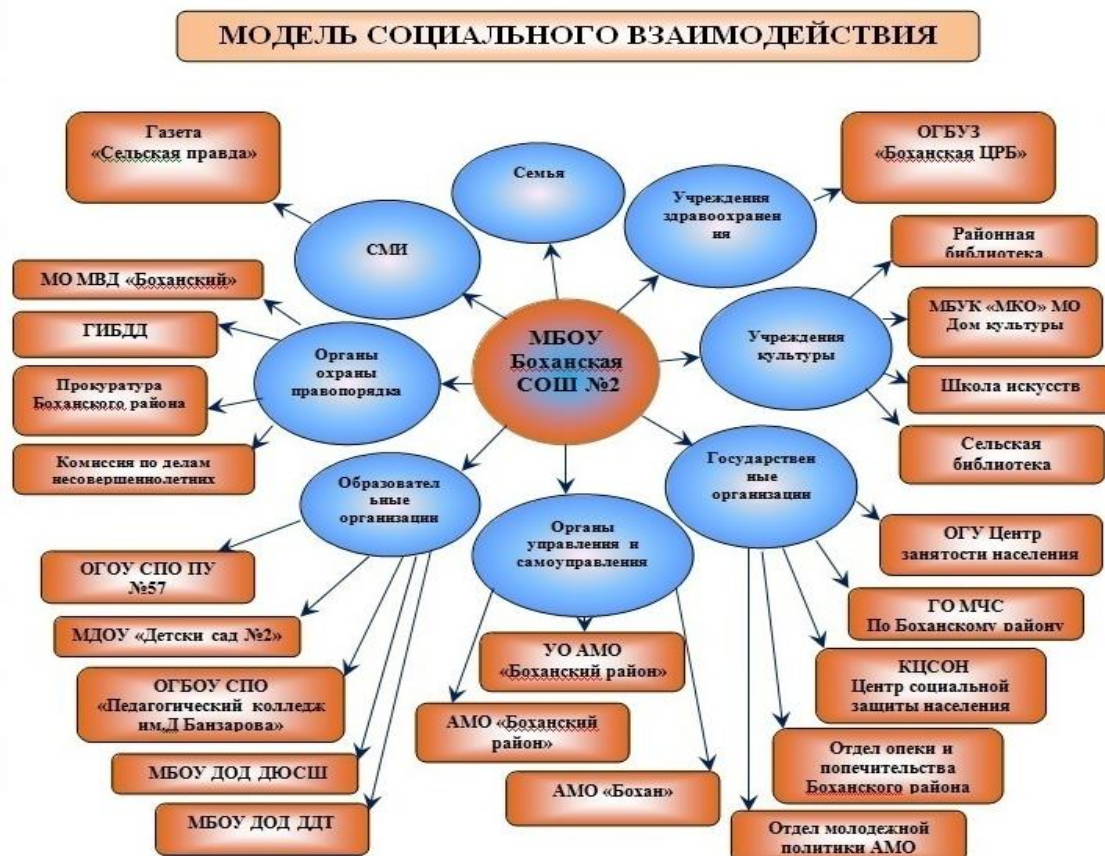 МОДЕЛЬ СОЦИАЛЬНОГО ВЗАИМОДЕЙСТВИЯ
Газета
«Сельская правда»
Семья
ОГБУЗ
«Боханская ЦРБ»
Учреждения
здравоохранен
ия
СМИ
Районная
библиотека
МО МВД «Боханский»
ГИБДД
Прокуратура
Боханского района
Комиссия по делам
несовершеннолетних
Органы
охраны
правопорядка
МБОУ
Боханская
СОШ №2
Учреждения
культуры
МБУК «МКО» МО
Дом культуры
Школа искусств
Сельская
библиотека
Образовател
ьные
организации
Органы
управления и
самоуправления
Государствен
ные
организации
ОГОУ СПО ПУ
№57
МДОУ «Детски сад №2»
ОГБОУ СПО
«Педагогический колледж
им.Д Банзарова»
МБОУ ДОД ДЮСШ
МБОУ ДОД ДДТ
УО АМО
«Боханский район»
АМО «Боханский
район»
АМО «Бохан»
ОГУ Центр
занятости населения
ГО МЧС
По Боханскому району
КЦСОН
Центр социальной
защиты населения
Отдел опеки и
попечительства
Боханского района
Отдел молодежной
политики АМО